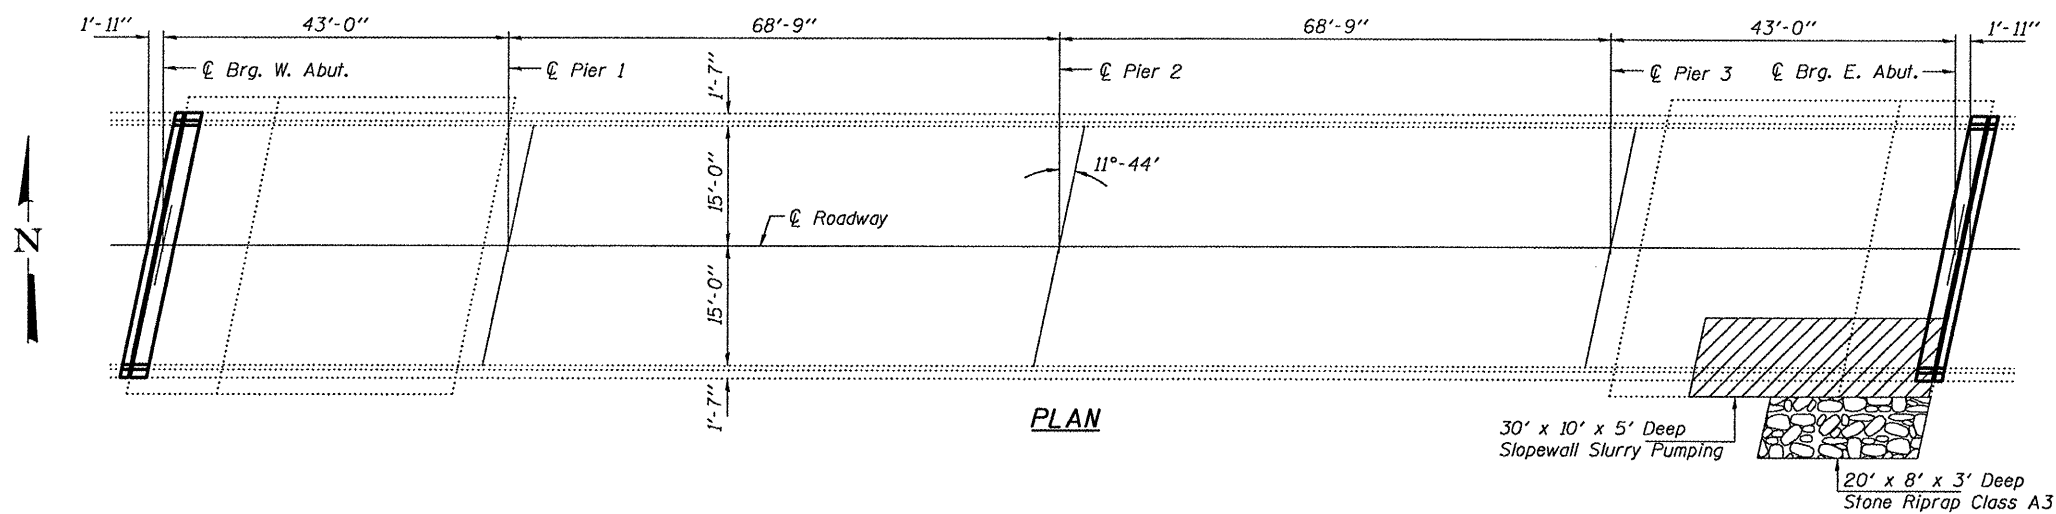 1'-11"
43'-0"
68'-9"
68'-9"
43'-0"
1'-11"
℄ Brg. W. Abut.
℄ Pier 1
1'-7"
℄ Pier 2
℄ Pier 3
℄ Brg. E. Abut.
15'-0"
11°-44'
℄ Roadway
N
15'-0"
1'-7"
PLAN
30' x 10' x 5' Deep
Slopewall Slurry Pumping
20' x 8' x 3' Deep
Stone Riprap Class A3